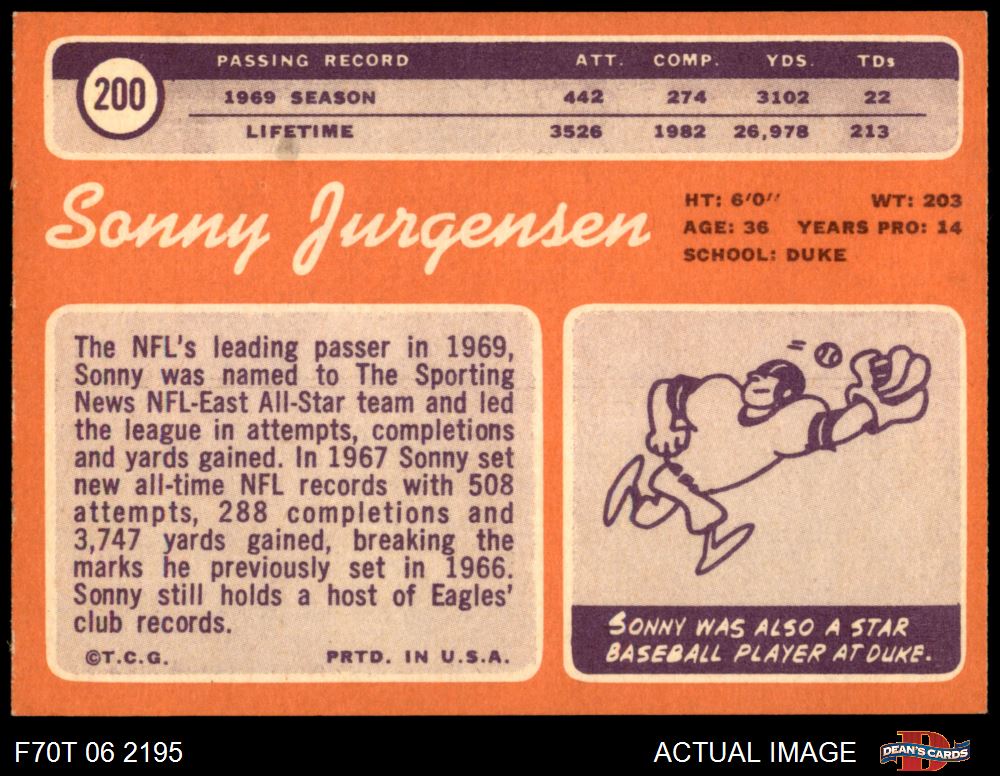 200
PASSING RECORD ATT. COMP. YDS. TDs
1969 SEASON 442 274 3102 22
LIFETIME 3526 1982 26,978 213
Sonny Jurgensen
HT: 6'0" WT: 203
AGE: 36 YEARS PRO: 14
SCHOOL: DUKE
The NFL's leading passer in 1969,
Sonny was named to The Sporting
News NFL-East All-Star team and led
the league in attempts, completions
and yards gained. In 1967 Sonny set
new all-time NFL records with 508
attempts, 288 completions and
3,747 yards gained, breaking the
marks he previously set in 1966.
Sonny still holds a host of Eagles'
club records.
©T.C.G. PRTD. IN U.S.A.
SONNY WAS ALSO A STAR
BASEBALL PLAYER AT DUKE.
F70T 06 2195 ACTUAL IMAGE
DEAN'S CARDS